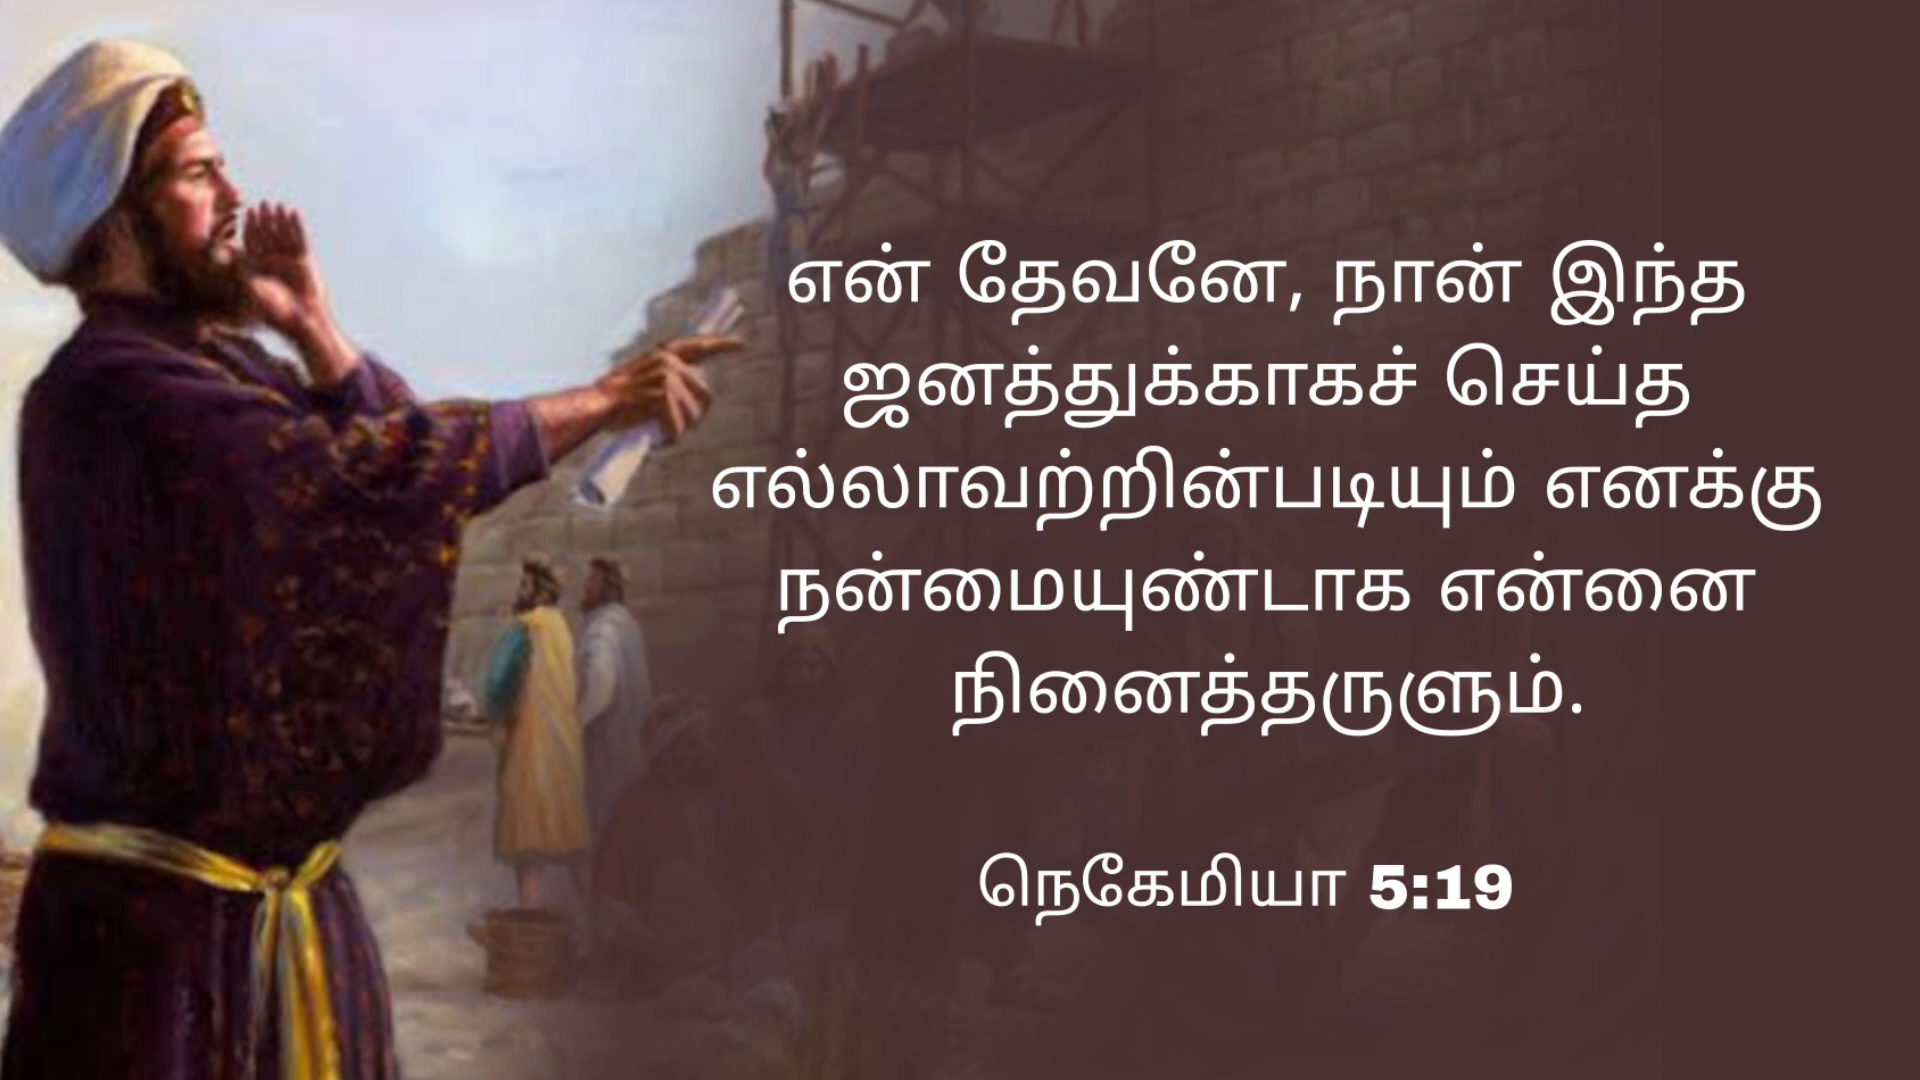 என் தேவனே, நான் இந்த
ஜனத்துக்காகச் செய்த
எல்லாவற்றின்படியும் எனக்கு
நன்மையுண்டாக என்னை
நினைத்தருளும்.
நெகேமியா 5:19